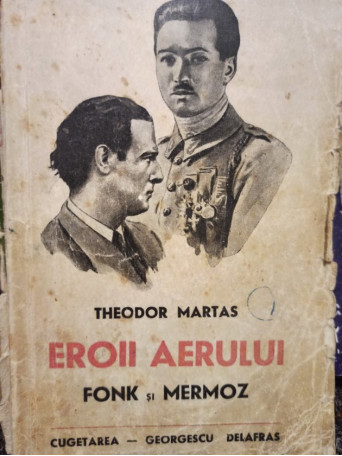 THEODOR MARTAS
EROII AERULUI
FONK și MERMOZ
CUGETAREA — GEORGESCU DELAFRAS